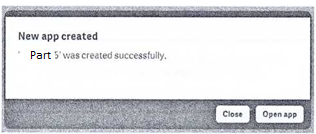 New app created
' Part 5' was created successfully.
Close Open app